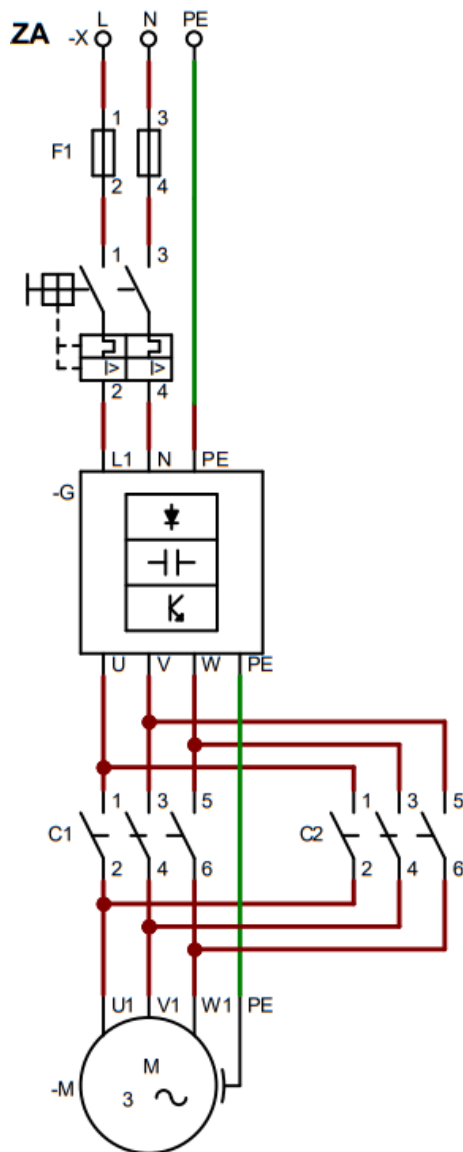 ZA -X L N PE
1 3
F1
2 4
1 3
I> I>
2 4
L1 N PE
-G
U V W PE
1 3 5 1 3 5
C1 C2
2 4 6 2 4 6
U1 V1 W1 PE
M
-M 3